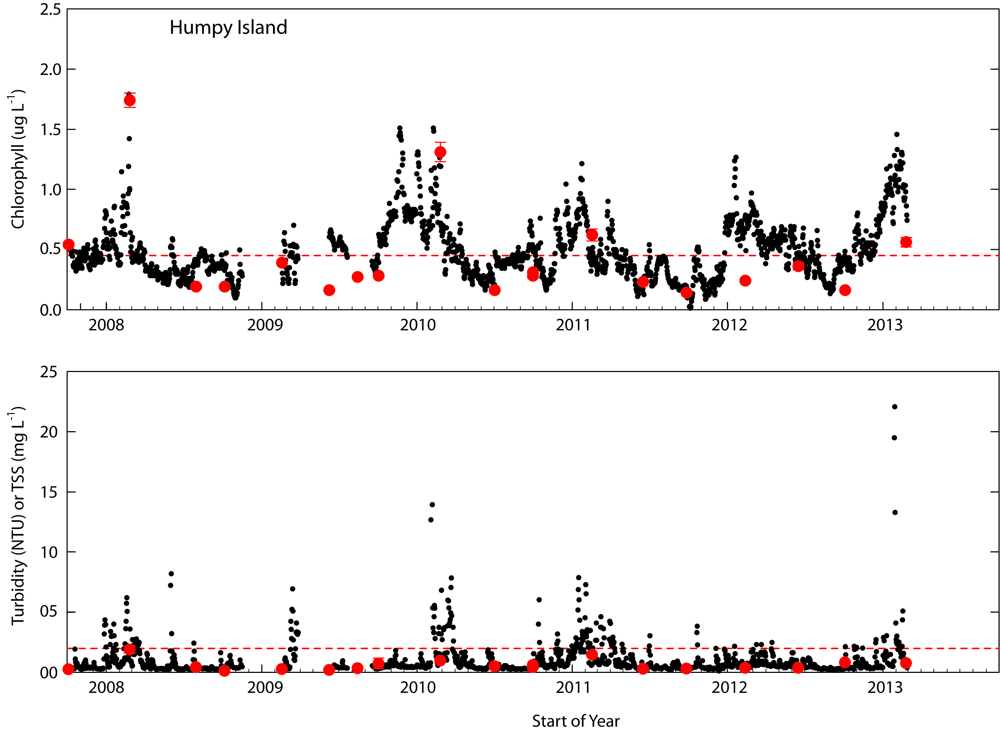 Humpy Island
Chlorophyll (ug L-1)
2.5
2.0
1.5
1.0
0.5
0.0
2008 2009 2010 2011 2012 2013
Turbidity (NTU) or TSS (mg L-1)
25
20
15
10
05
00
2008 2009 2010 2011 2012 2013
Start of Year